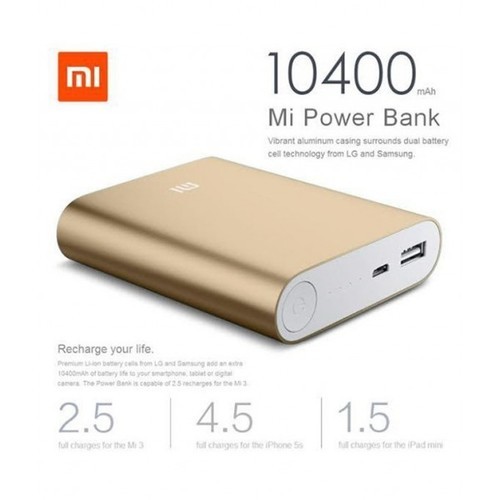 mi
10400 mAh
Mi Power Bank
Vibrant aluminum casing surrounds dual battery
cell technology from LG and Samsung.
mi
Recharge your life.
Premium Li-Ion battery cells from LG and Samsung add an extre
10400mAh of battery life to your smartphone, tablet or digital
camera. The Power Bank is capable of 2.5 recharges for the Mi 3.
2.5 4.5 1.5
full charges for the Mi 3 full charges for the iPhone 5s full charges for the iPad mini